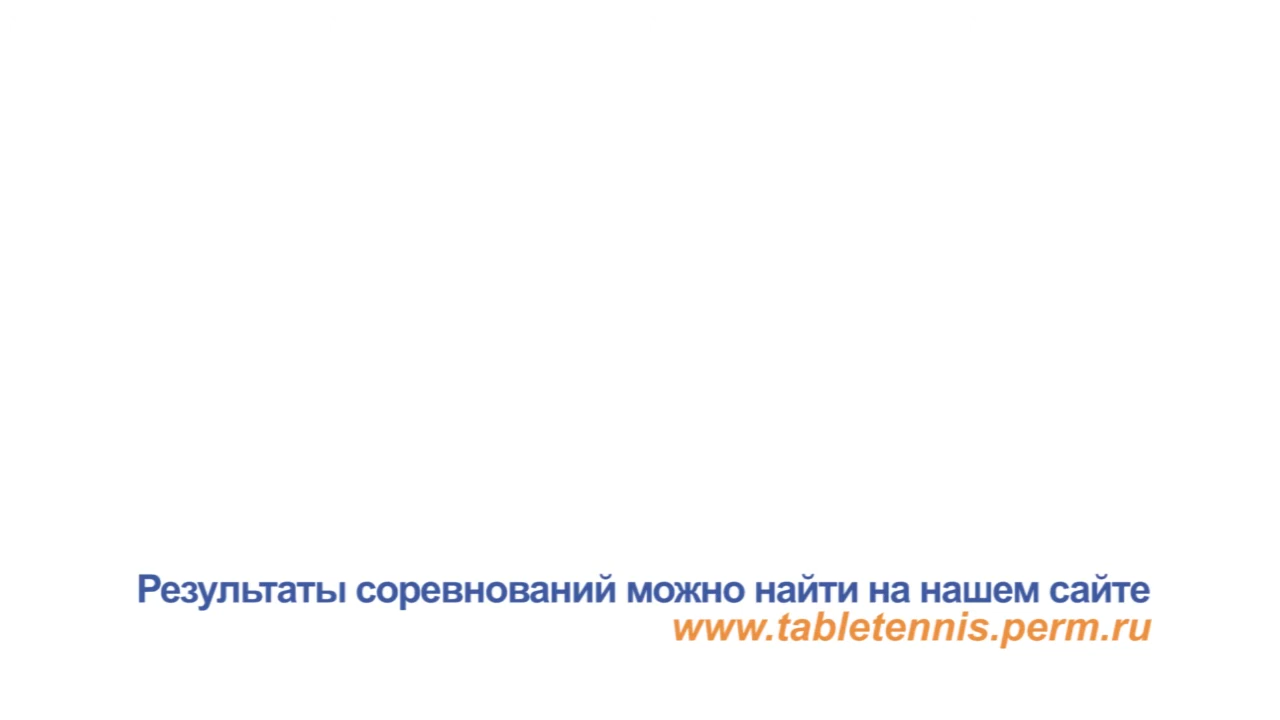 Результаты соревнований можно найти на нашем сайте
www.tabletennis.perm.ru